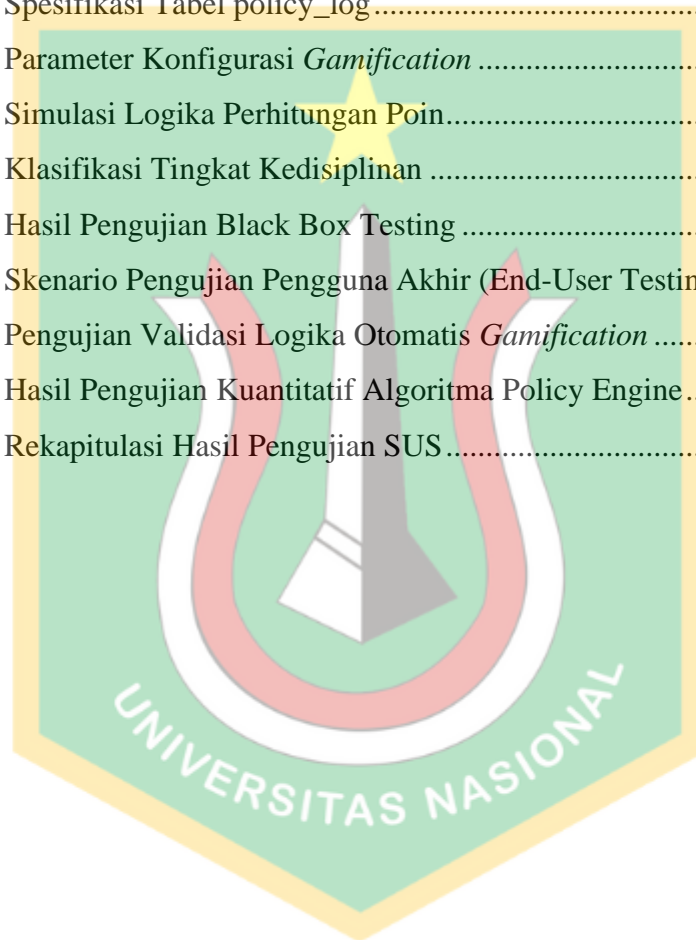 Spesifikasi Tabel policy_log..............................................
Parameter Konfigurasi Gamification ..............................
Simulasi Logika Perhitungan Poin...................................
Klasifikasi Tingkat Kedisiplinan .....................................
Hasil Pengujian Black Box Testing .................................
Skenario Pengujian Pengguna Akhir (End-User Testin
Pengujian Validasi Logika Otomatis Gamification ......
Hasil Pengujian Kuantitatif Algoritma Policy Engine..
Rekapitulasi Hasil Pengujian SUS...................................
UNIVERSITAS NASIONAL